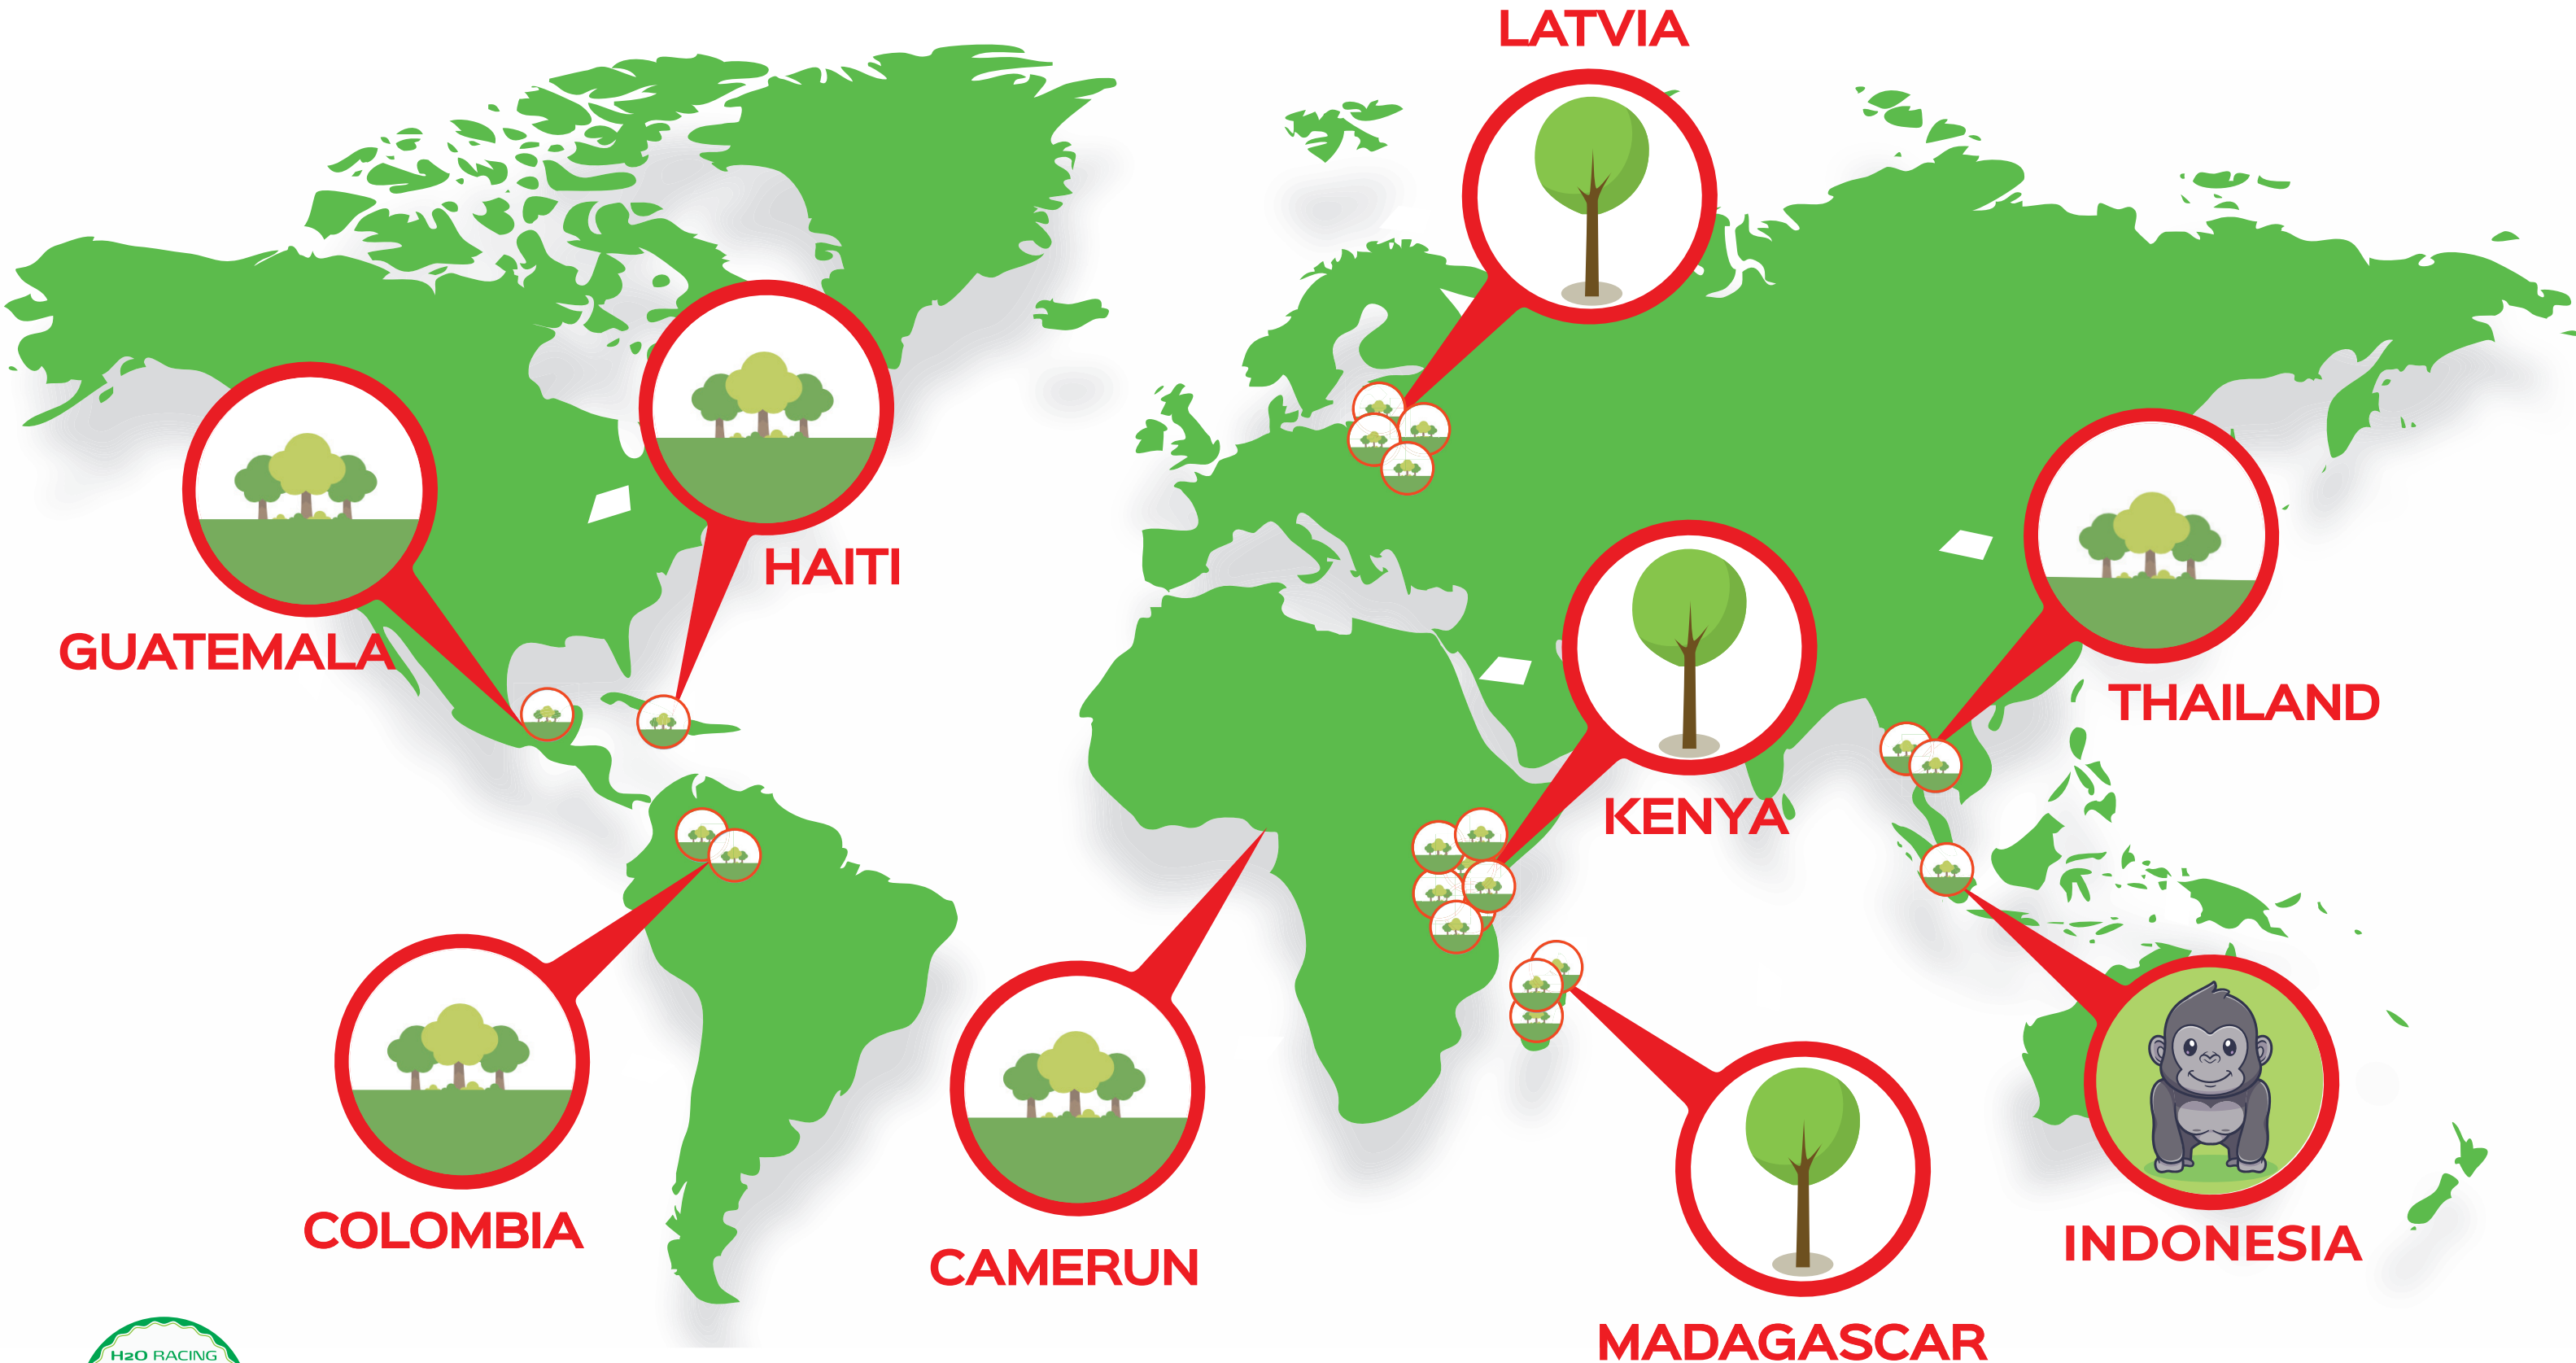 LATVIA
HAITI
GUATEMALA
THAILAND
KENYA
COLOMBIA
CAMERUN
INDONESIA
MADAGASCAR
H2O RACING